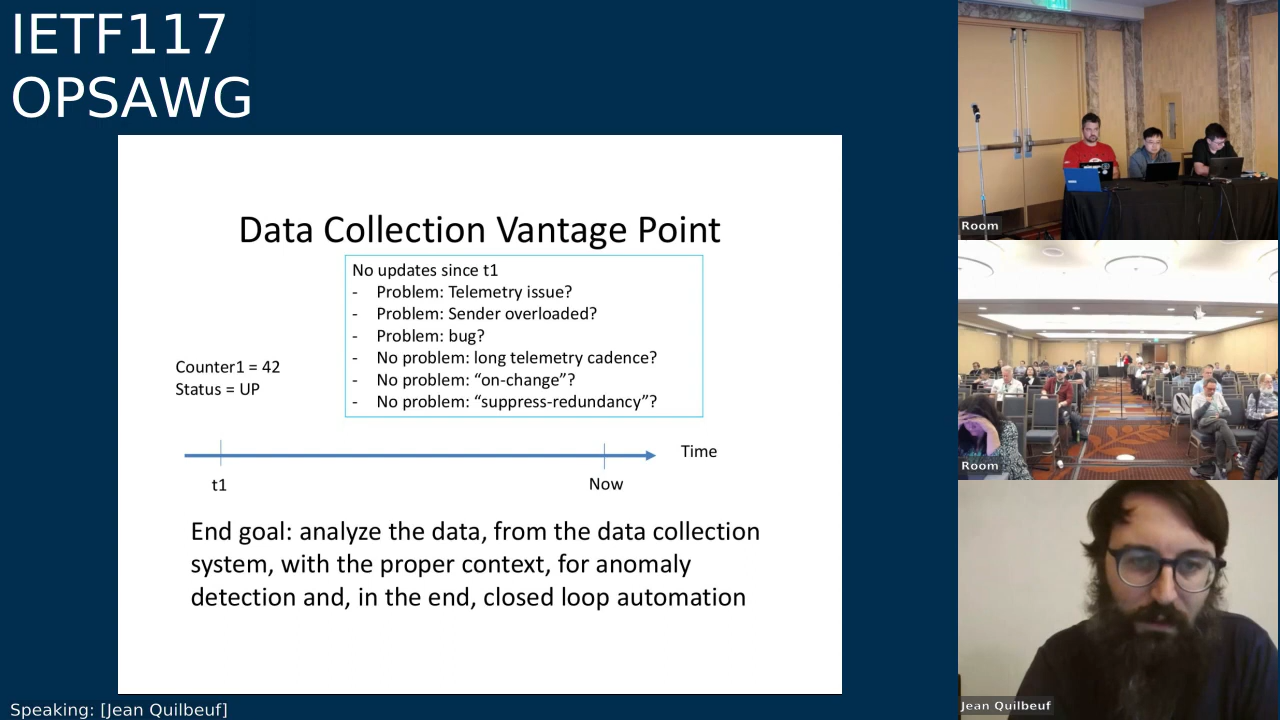 IETF117
OPSAWG
Data Collection Vantage Point
No updates since t1
- Problem: Telemetry issue?
- Problem: Sender overloaded?
- Problem: bug?
- No problem: long telemetry cadence?
- No problem: “on-change”?
- No problem: “suppress-redundancy”?
Counter1 = 42
Status = UP
Time
t1
Now
End goal: analyze the data, from the data collection
system, with the proper context, for anomaly
detection and, in the end, closed loop automation
Speaking: [Jean Quilbeuf]
Room
Room
Jean Quilbeuf